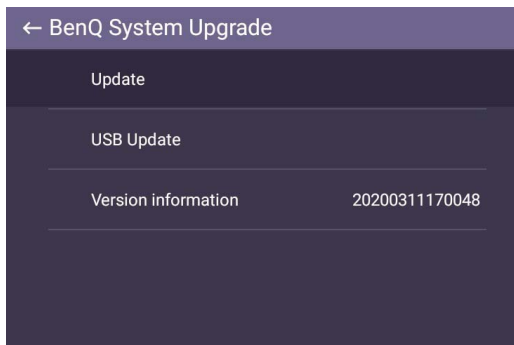 ← BenQ System Upgrade
Update
USB Update
Version information 20200311170048